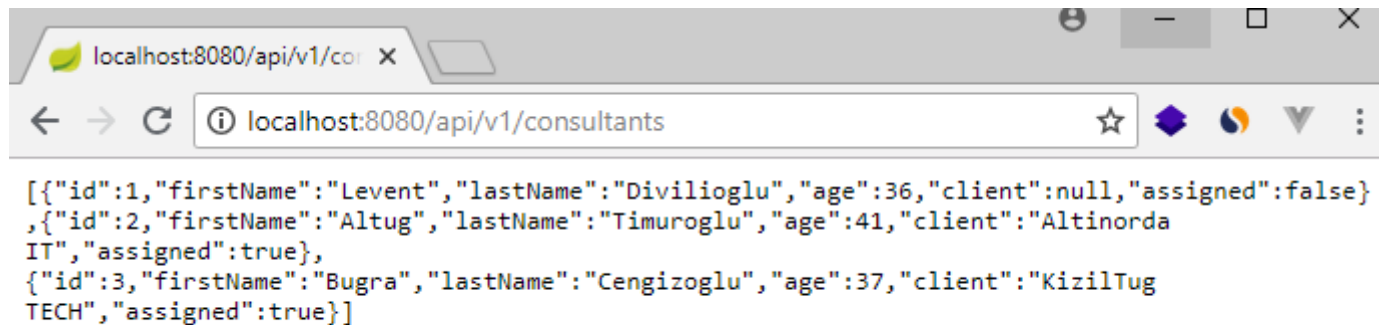 localhost:8080/api/v1/cor
localhost:8080/api/v1/consultants
[{"id":1,"firstName":"Levent","lastName":"Divilioglu","age":36,"client":null,"assigned":false}
,{"id":2,"firstName":"Altug","lastName":"Timuroglu","age":41,"client":"Altinorda
IT","assigned":true},
{"id":3,"firstName":"Bugra","lastName":"Cengizoglu","age":37,"client":"KizilTug
TECH","assigned":true}]